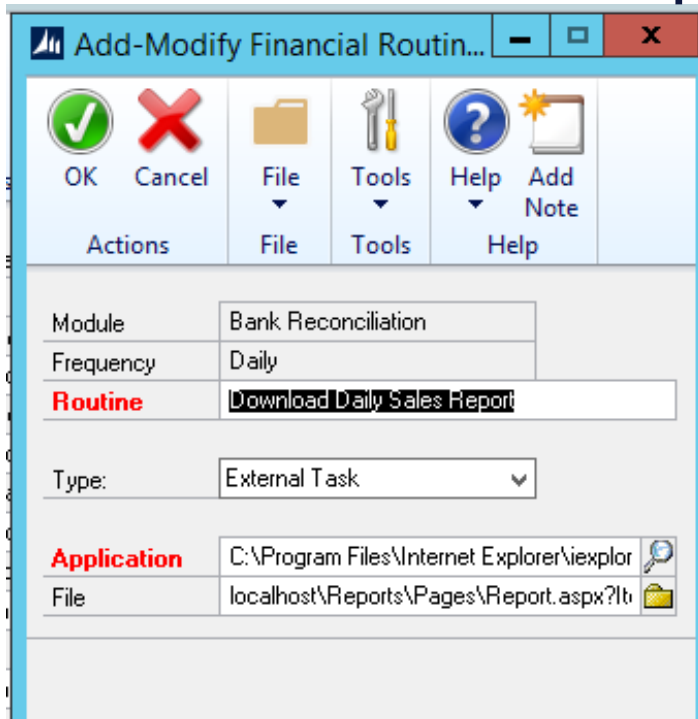 Add-Modify Financial Routin...
OK Cancel File Tools Help Add Note
Actions File Tools Help
Module Bank Reconciliation
Frequency Daily
Routine Download Daily Sales Report
Type: External Task
Application C:\Program Files\Internet Explorer\iexplor
File localhost\Reports\Pages\Report.aspx?It